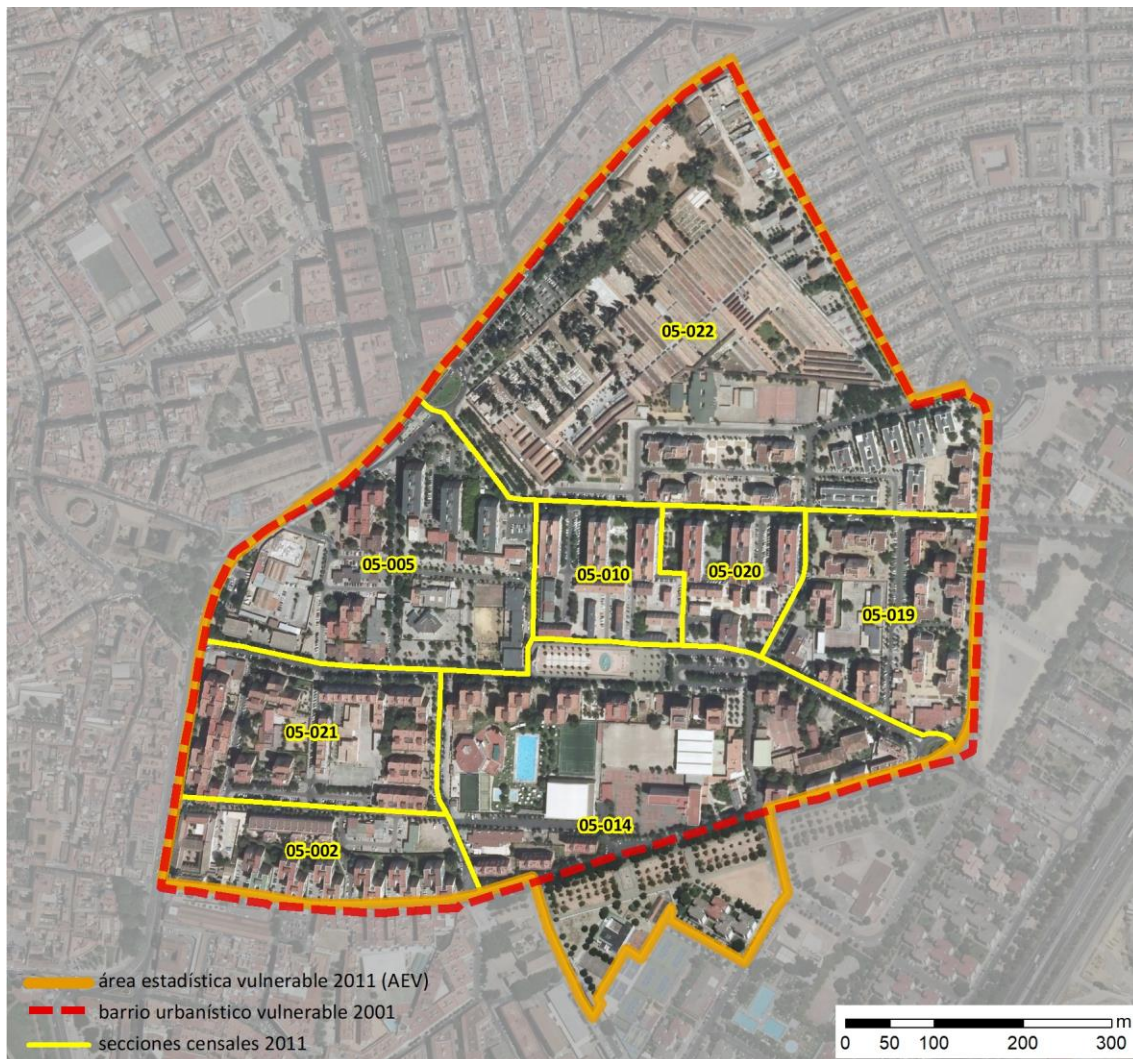 05-022
05-005
05-010
05-020
05-019
05-021
05-014
05-002
área estadística vulnerable 2011 (AEV)
barrio urbanístico vulnerable 2001
secciones censales 2011
m
0 50 100 200 300